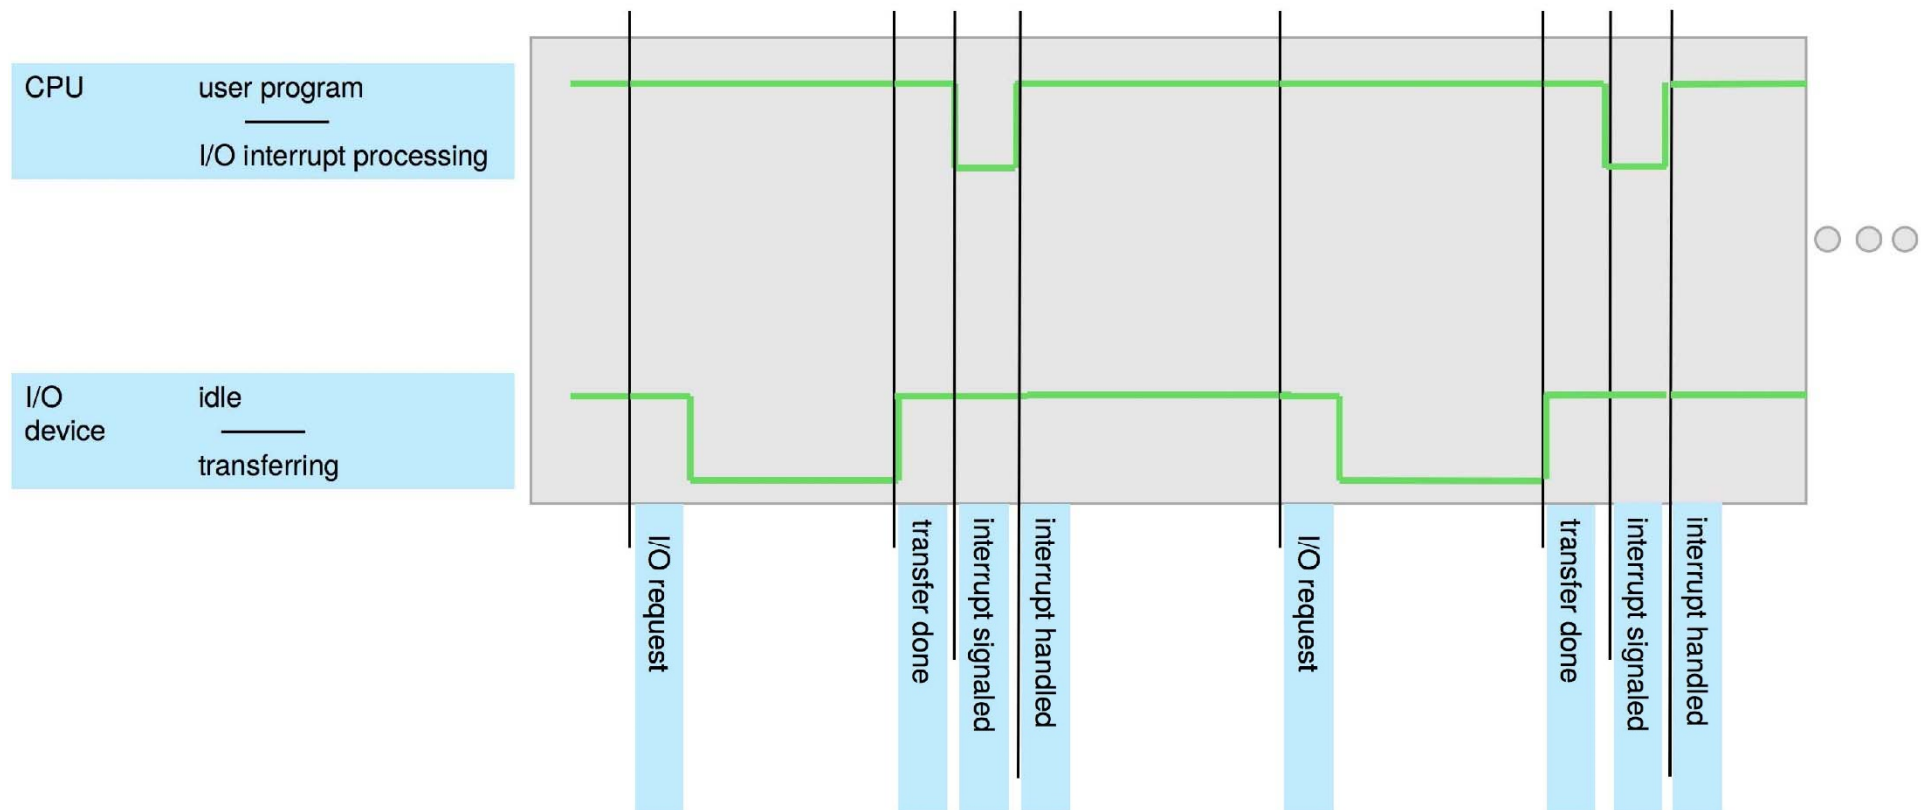 CPU
user program
I/O interrupt processing
I/O
device
idle
transferring
I/O request
transfer done
interrupt signaled
interrupt handled
I/O request
transfer done
interrupt signaled
interrupt handled